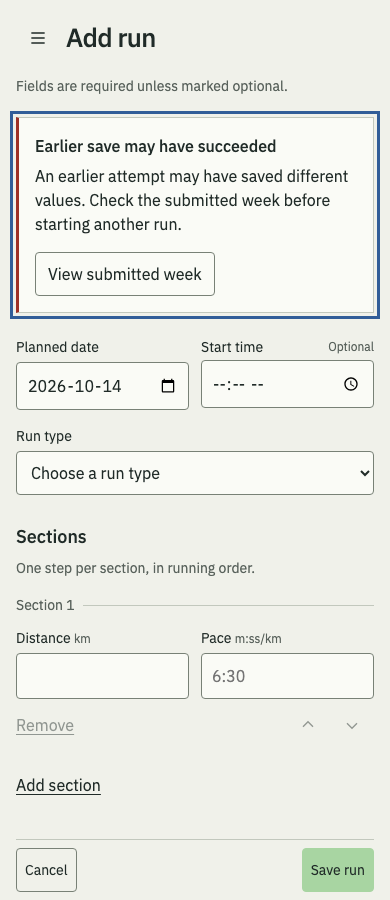 Add run
Fields are required unless marked optional.
Earlier save may have succeeded
An earlier attempt may have saved different
values. Check the submitted week before
starting another run.
View submitted week
Planned date
Start time Optional
2026-10-14
--:-- --
Run type
Choose a run type
Sections
One step per section, in running order.
Section 1
Distance km
Pace m:ss/km
6:30
Remove
Add section
Cancel
Save run